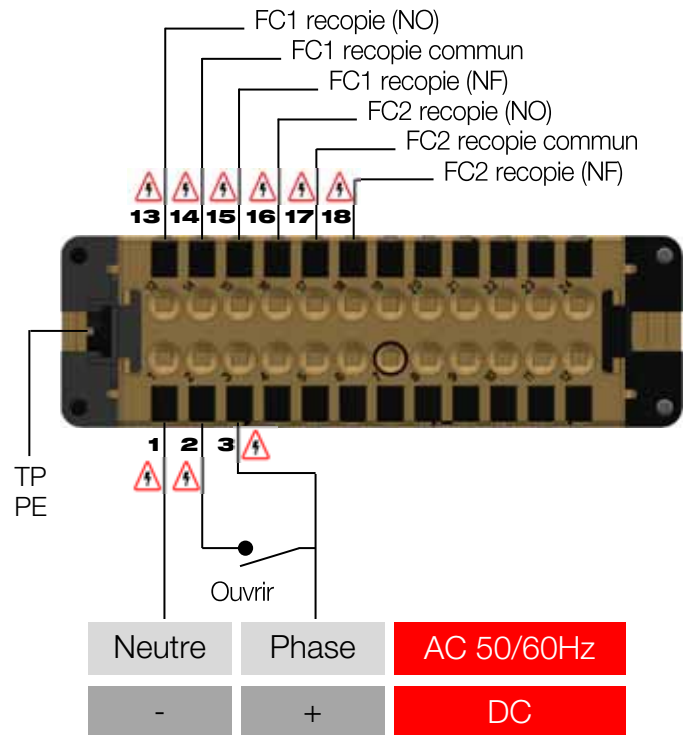 FC1 recopie (NO)
FC1 recopie commun
FC1 recopie (NF)
FC2 recopie (NO)
FC2 recopie commun
FC2 recopie (NF)
13 14 15 16 17 18
1 2 3
TP
PE
Ouvrir
Neutre Phase AC 50/60Hz
- + DC